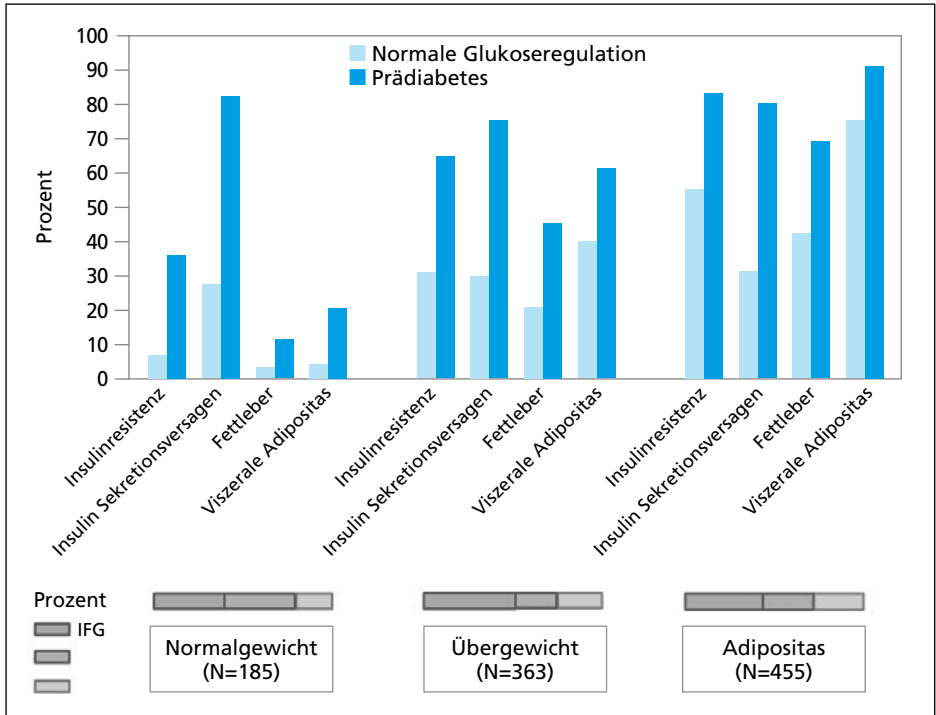 100
90
80
70
60
50
40
30
20
10
0
Prozent
Normale Glukoseregulation
Prädiabetes
Insulinresistenz
Insulin Sekretionsversagen
Fettleber
Viszerale Adipositas
Insulinresistenz
Insulin Sekretionsversagen
Fettleber
Viszerale Adipositas
Insulinresistenz
Insulin Sekretionsversagen
Fettleber
Viszerale Adipositas
Prozent
IFG
Normalgewicht
(N=185)
Übergewicht
(N=363)
Adipositas
(N=455)